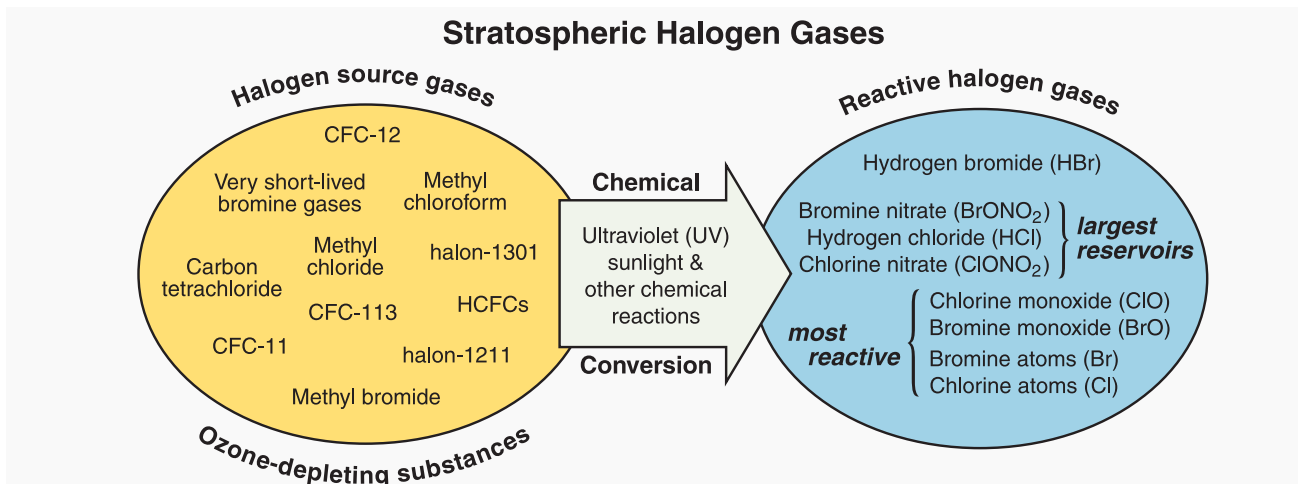 Stratospheric Halogen Gases
Halogen source gases
CFC-12
Very short-lived
bromine gases
Methyl
chloroform
Carbon
tetrachloride
Methyl
chloride
halon-1301
CFC-113
HCFCs
CFC-11
halon-1211
Methyl bromide
Ozone-depleting substances
Chemical
Ultraviolet (UV)
sunlight &
other chemical
reactions
Conversion
Reactive halogen gases
Hydrogen bromide (HBr)
Bromine nitrate (BrONO₂)
Hydrogen chloride (HCl)
Chlorine nitrate (ClONO₂)
largest
reservoirs
most
reactive
Chlorine monoxide (ClO)
Bromine monoxide (BrO)
Bromine atoms (Br)
Chlorine atoms (Cl)